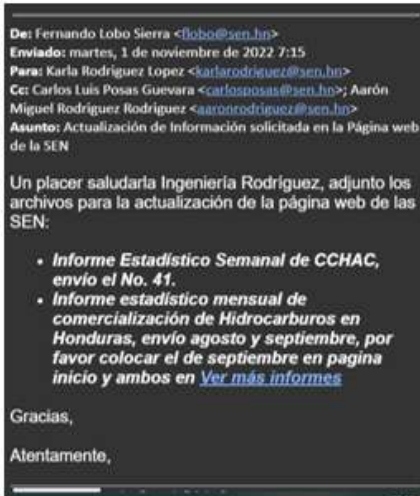 De: Fernando Lobo Sierra <flobo@sen.hn>
Enviado: martes, 1 de noviembre de 2022 7:15
Para: Karla Rodriguez Lopez <karlarodriguez@sen.hn>
Cc: Carlos Luis Posas Guevara <carlosposas@sen.hn>; Aarón
Miguel Rodriguez Rodriguez <aaronrodriguez@sen.hn>
Asunto: Actualización de Información solicitada en la Página web
de la SEN
Un placer saludarla Ingeniería Rodríguez, adjunto los
archivos para la actualización de la página web de las
SEN:
• Informe Estadístico Semanal de CCHAC,
envío el No. 41.
• Informe estadístico mensual de
comercialización de Hidrocarburos en
Honduras, envío agosto y septiembre, por
favor colocar el de septiembre en pagina
inicio y ambos en Ver más informes
Gracias,
Atentamente,